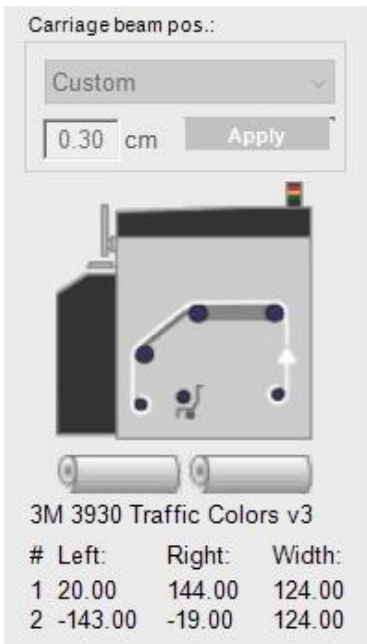 Carriage beam pos.:
Custom
0.30 cm Apply
3M 3930 Traffic Colors v3
# Left: Right: Width:
1 20.00 144.00 124.00
2 -143.00 -19.00 124.00